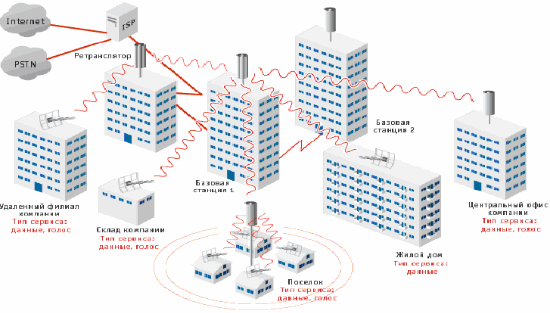 Internet
ISP
PSTN
Ретранслятор
Базовая
станция 2
Базовая
станция 1
Удаленный филиал
компании
Тип сервиса:
данные, голос
Склад компании
Тип сервиса:
данные, голос
Центральный офис
компании
Тип сервиса:
данные, голос
Жилой дом
Тип сервиса:
данные
Поселок
Тип сервиса:
данные, голос